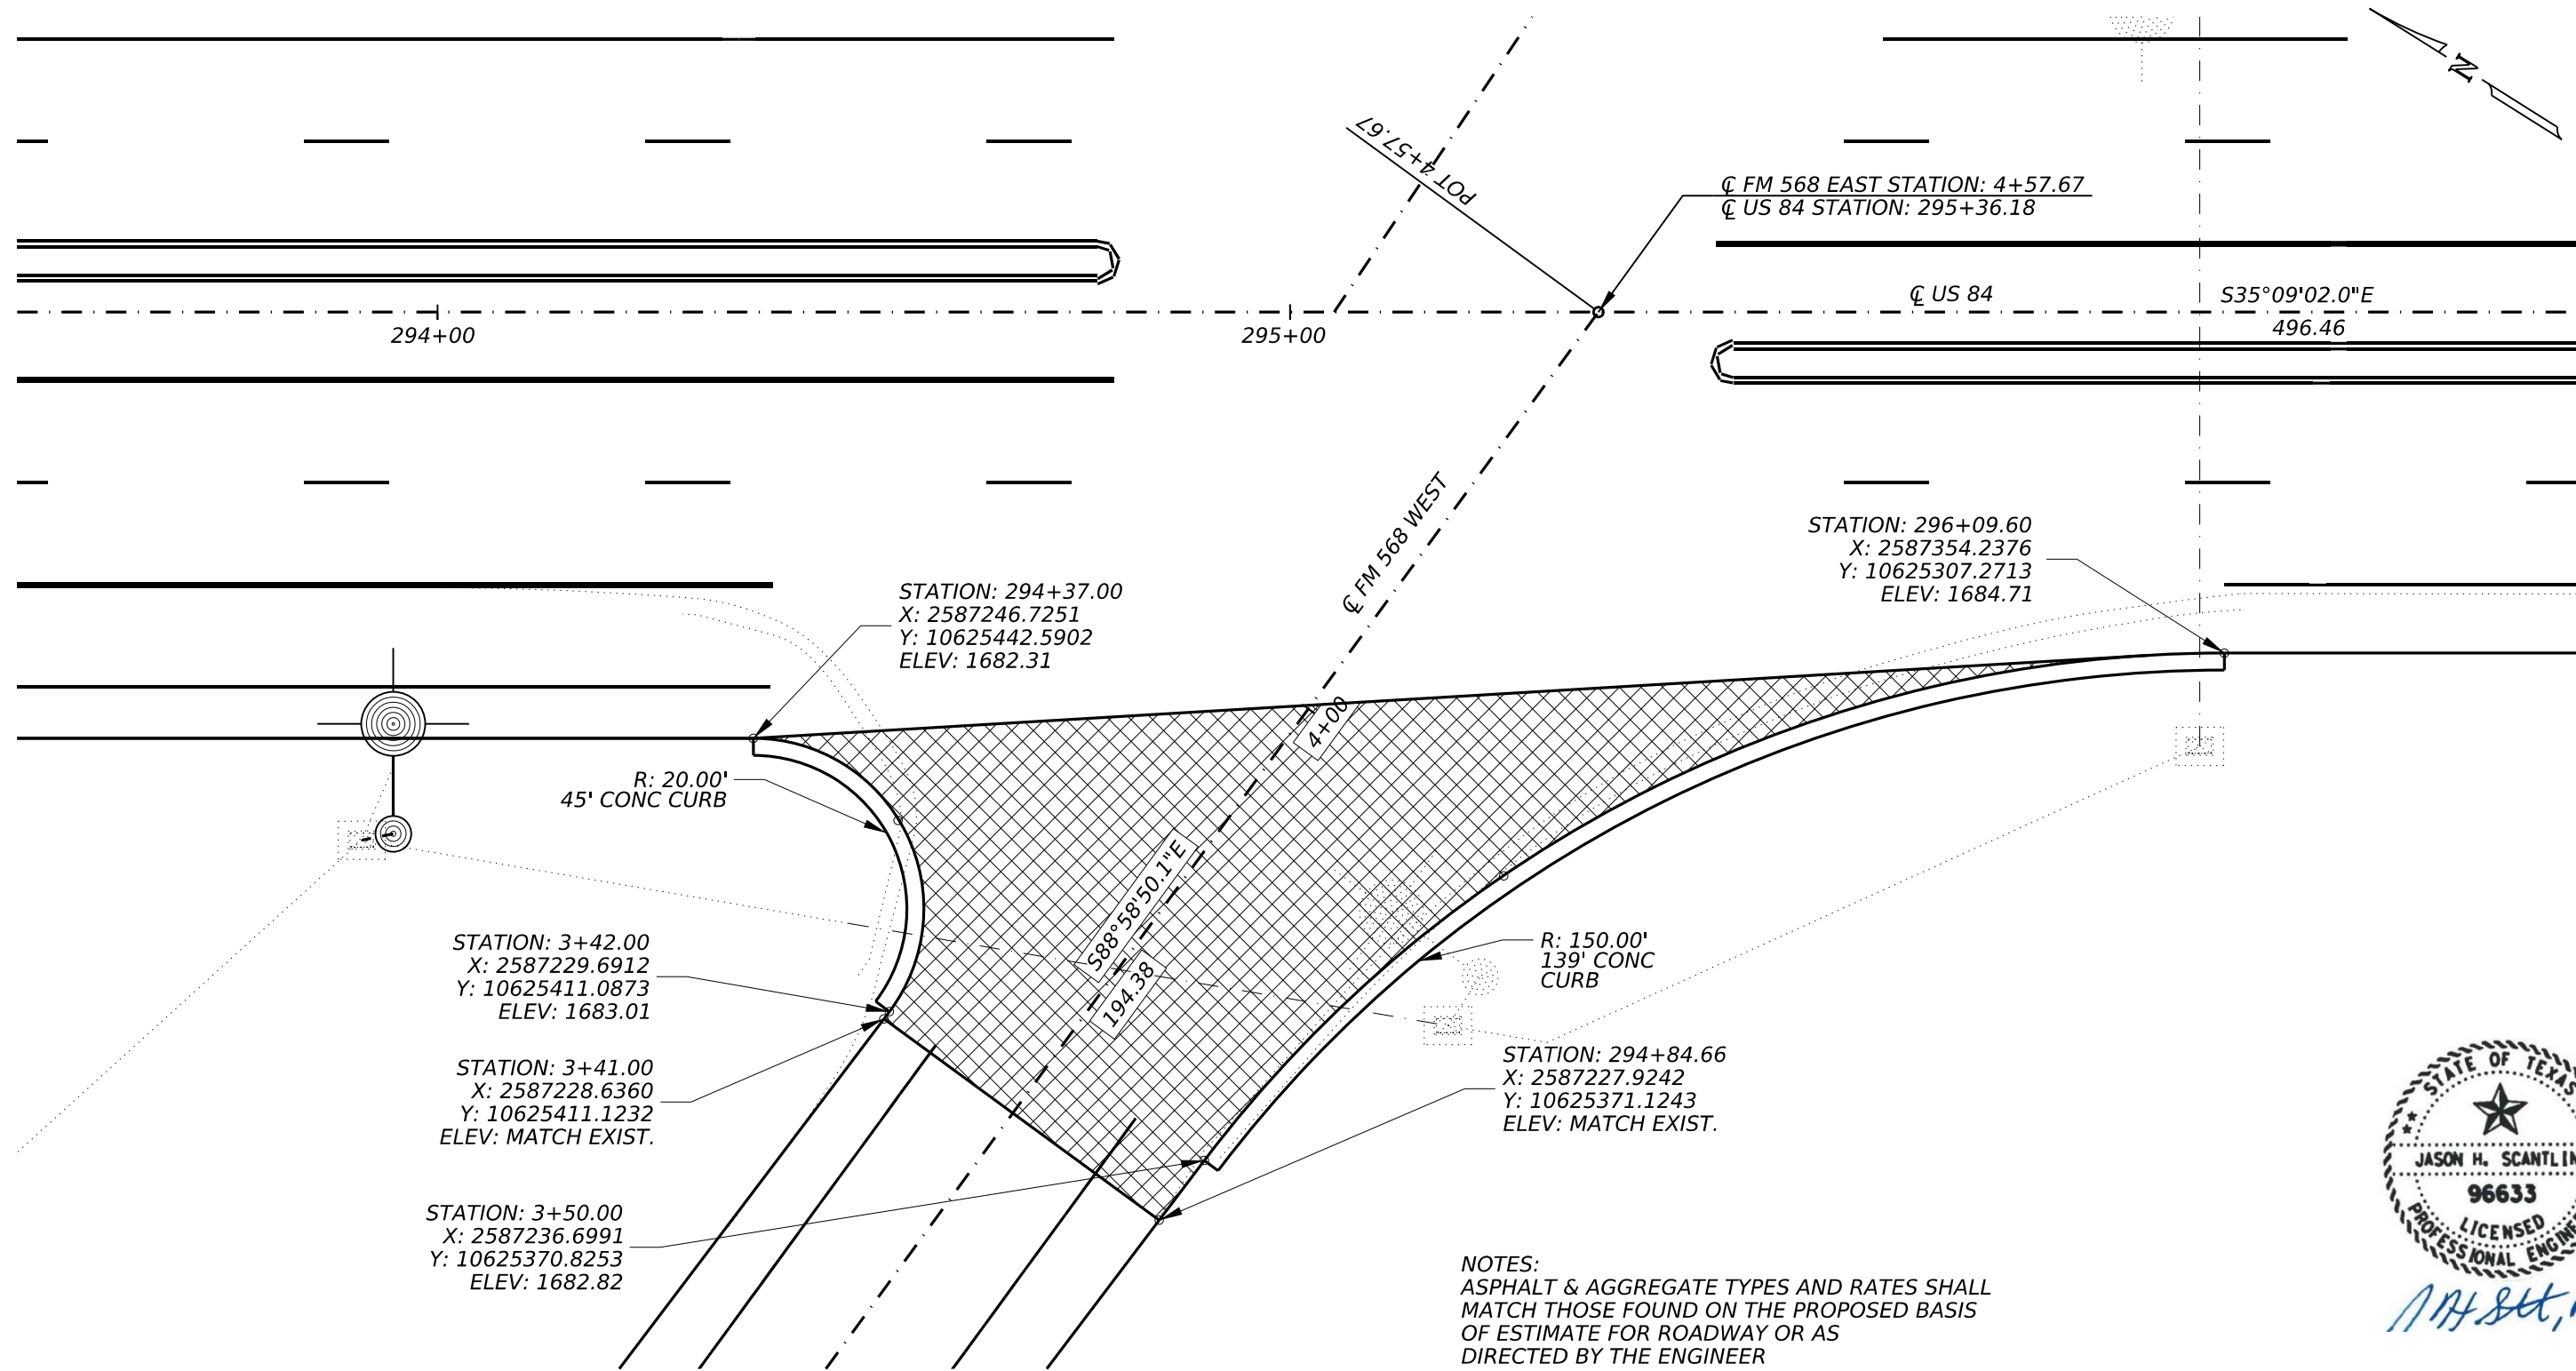 N
POT 4+57.67
℄ FM 568 EAST STATION: 4+57.67
℄ US 84 STATION: 295+36.18
℄ US 84
S35°09'02.0"E
496.46
294+00
295+00
℄ FM 568 WEST
STATION: 296+09.60
X: 2587354.2376
Y: 10625307.2713
ELEV: 1684.71
STATION: 294+37.00
X: 2587246.7251
Y: 10625442.5902
ELEV: 1682.31
4+00
R: 20.00'
45' CONC CURB
S88°58'50.1"E
194.38
STATION: 3+42.00
X: 2587229.6912
Y: 10625411.0873
ELEV: 1683.01
R: 150.00'
139' CONC
CURB
STATION: 3+41.00
X: 2587228.6360
Y: 10625411.1232
ELEV: MATCH EXIST.
STATION: 294+84.66
X: 2587227.9242
Y: 10625371.1243
ELEV: MATCH EXIST.
STATION: 3+50.00
X: 2587236.6991
Y: 10625370.8253
ELEV: 1682.82
STATE OF TEXAS
JASON H. SCANTLIN
96633
LICENSED
PROFESSIONAL ENGINE
NOTES:
ASPHALT & AGGREGATE TYPES AND RATES SHALL
MATCH THOSE FOUND ON THE PROPOSED BASIS
OF ESTIMATE FOR ROADWAY OR AS
DIRECTED BY THE ENGINEER